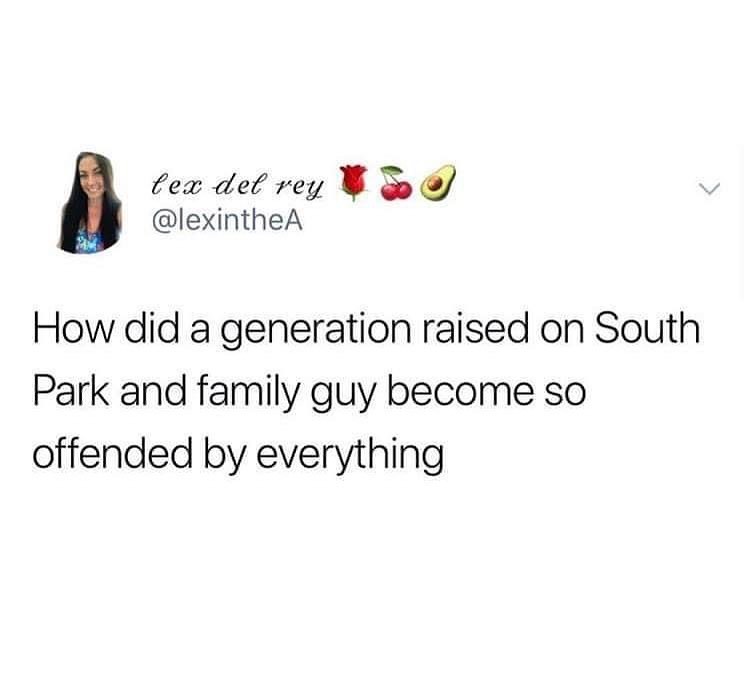 lex del rey 🌹🍒🥑
@lexintheA
How did a generation raised on South
Park and family guy become so
offended by everything